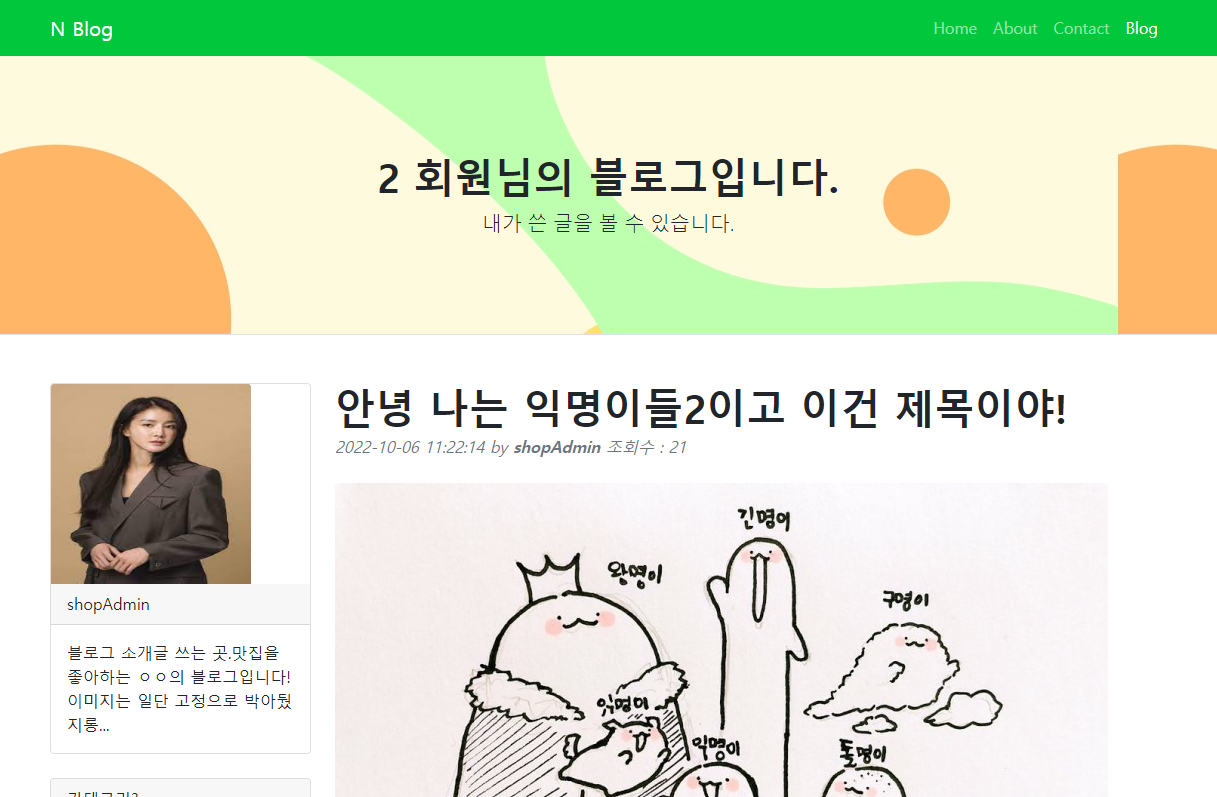 N Blog
Home About Contact Blog
2 회원님의 블로그입니다.
내가 쓴 글을 볼 수 있습니다.
shopAdmin
블로그 소개글 쓰는 곳.맛집을
좋아하는 ㅇㅇ의 블로그입니다!
이미지는 일단 고정으로 박아뒀
지롱...
안녕 나는 익명이들2이고 이건 제목이야!
2022-10-06 11:22:14 by shopAdmin 조회수 : 21
긴명이
왕명이
구명이
익명이
돌명이